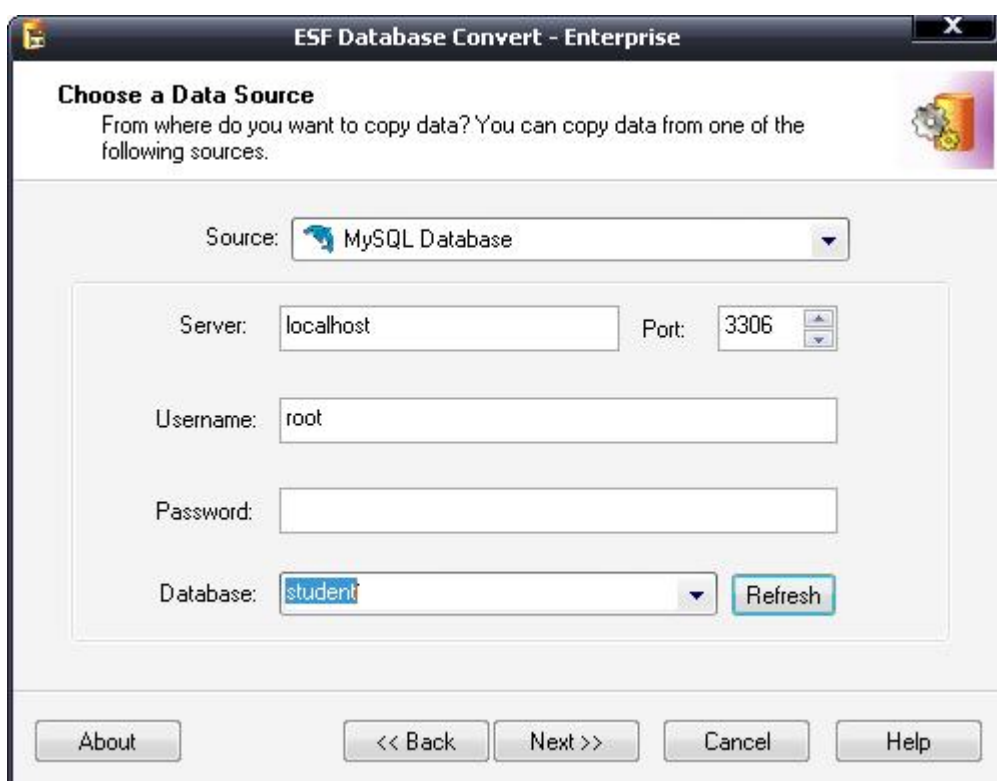 ESF Database Convert - Enterprise
X
Choose a Data Source
From where do you want to copy data? You can copy data from one of the
following sources.
Source: MySQL Database
Server: localhost Port: 3306
Username: root
Password:
Database: student Refresh
About << Back Next >> Cancel Help